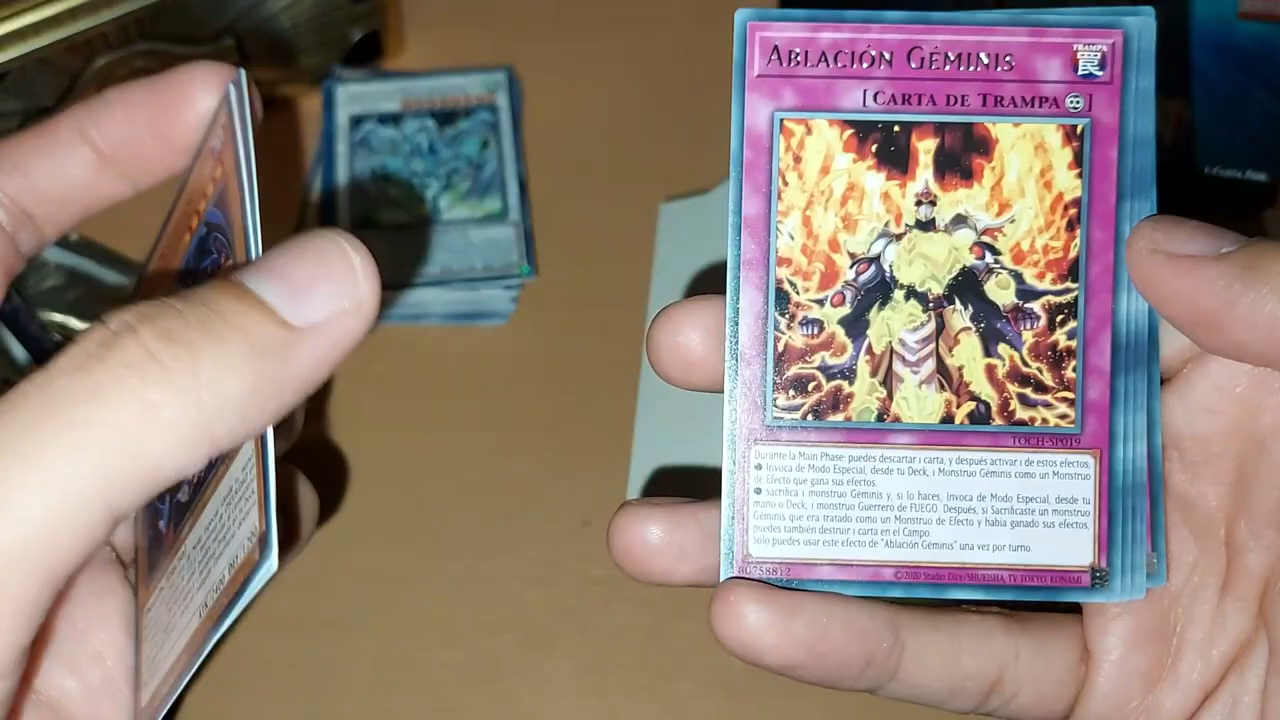 ABLACIÓN GÉMINIS
TRAMPA
罠
[CARTA DE TRAMPA]
TOCH-SP019
Durante la Main Phase: puedes descartar 1 carta, y después activar 1 de estos efectos;
● Invoca de Modo Especial, desde tu Deck, 1 Monstruo Géminis como un Monstruo
de Efecto que gana sus efectos.
● Sacrifica 1 monstruo Géminis y, si lo haces, Invoca de Modo Especial, desde tu
mano o Deck, 1 monstruo Guerrero de FUEGO. Después, si Sacrificaste un monstruo
Géminis que era tratado como un Monstruo de Efecto y había ganado sus efectos,
puedes también destruir 1 carta en el Campo.
Sólo puedes usar este efecto de "Ablación Géminis" una vez por turno.
80258812
©2020 Studio Dice/SHUEISHA, TV TOKYO, KONAMI